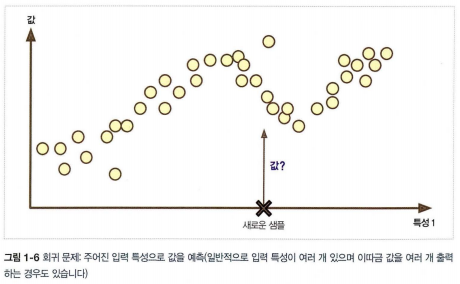 값
값?
새로운 샘플
특성 1
그림 1-6 회귀 문제: 주어진 입력 특성으로 값을 예측(일반적으로 입력 특성이 여러 개 있으며 이따금 값을 여러 개 출력
하는 경우도 있습니다)